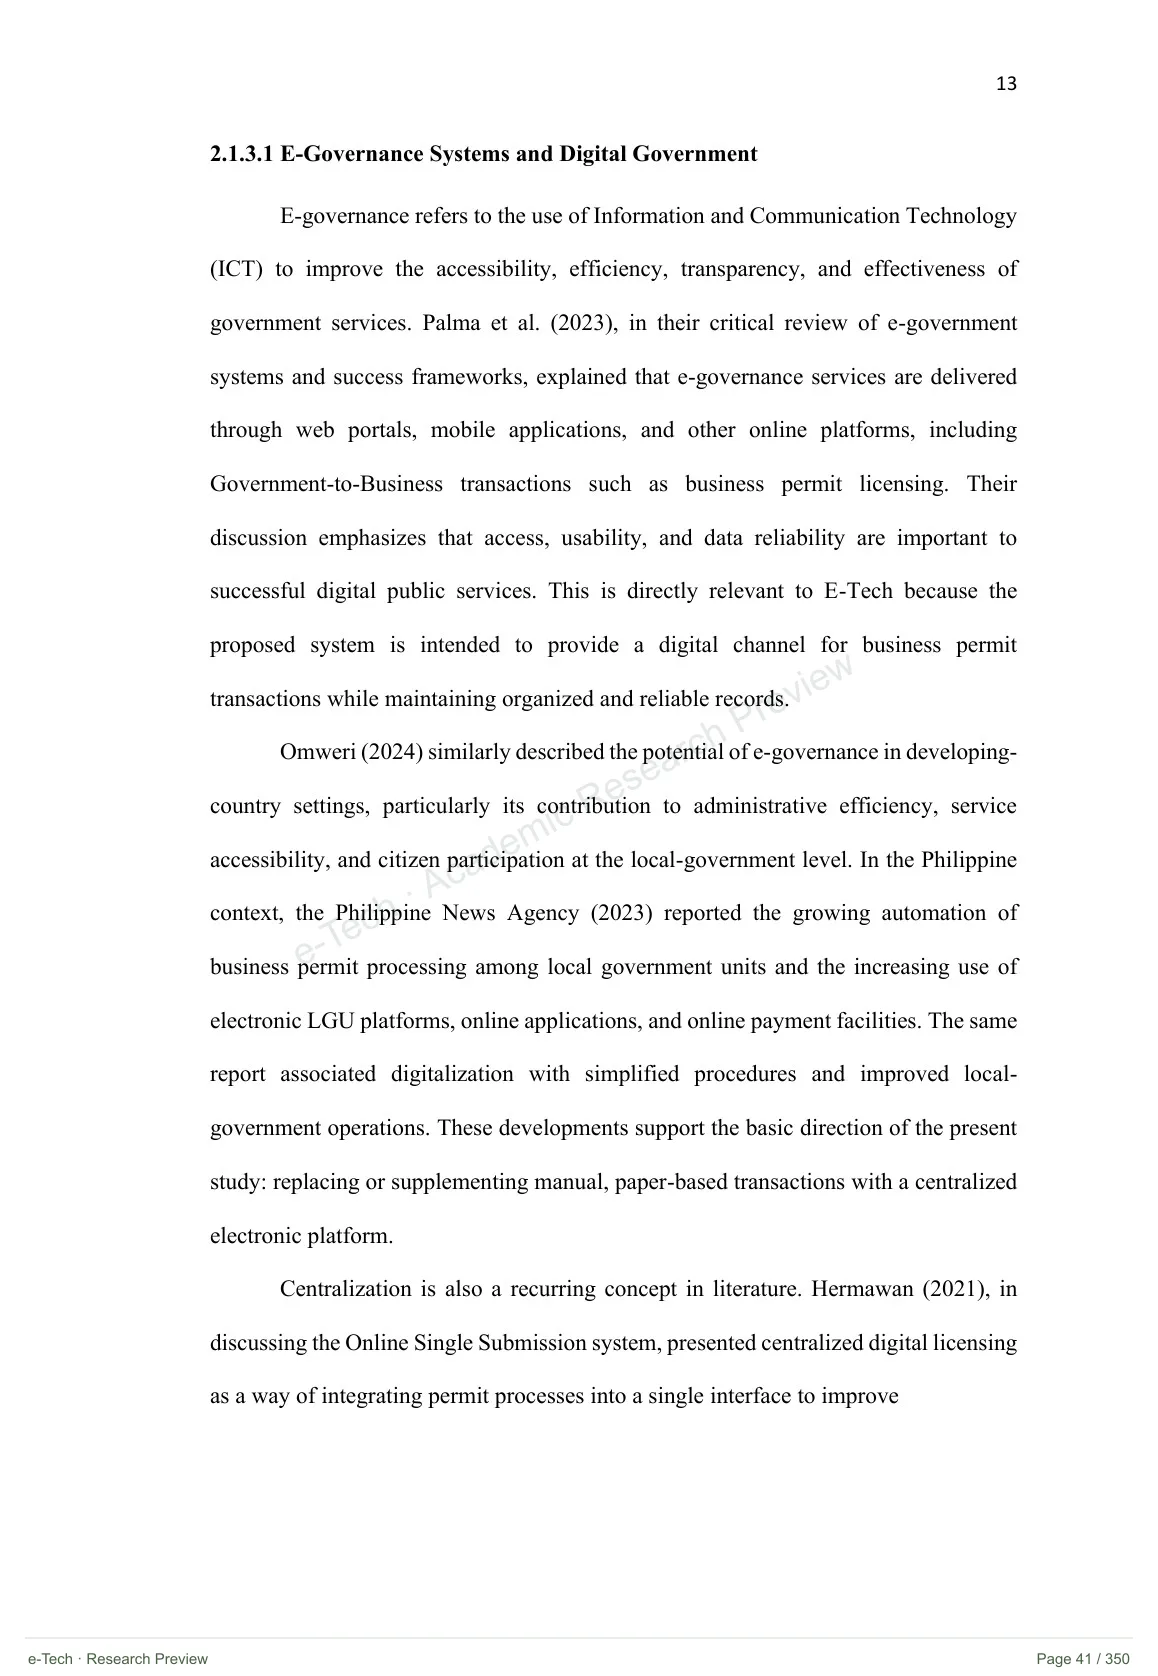 13
2.1.3.1 E-Governance Systems and Digital Government
E-governance refers to the use of Information and Communication Technology
(ICT) to improve the accessibility, efficiency, transparency, and effectiveness of
government services. Palma et al. (2023), in their critical review of e-government
systems and success frameworks, explained that e-governance services are delivered
through web portals, mobile applications, and other online platforms, including
Government-to-Business transactions such as business permit licensing. Their
discussion emphasizes that access, usability, and data reliability are important to
successful digital public services. This is directly relevant to E-Tech because the
proposed system is intended to provide a digital channel for business permit
transactions while maintaining organized and reliable records.
Omweri (2024) similarly described the potential of e-governance in developing-
country settings, particularly its contribution to administrative efficiency, service
accessibility, and citizen participation at the local-government level. In the Philippine
context, the Philippine News Agency (2023) reported the growing automation of
business permit processing among local government units and the increasing use of
electronic LGU platforms, online applications, and online payment facilities. The same
report associated digitalization with simplified procedures and improved local-
government operations. These developments support the basic direction of the present
study: replacing or supplementing manual, paper-based transactions with a centralized
electronic platform.
Centralization is also a recurring concept in literature. Hermawan (2021), in
discussing the Online Single Submission system, presented centralized digital licensing
as a way of integrating permit processes into a single interface to improve
e-Tech · Academic Research Preview
e-Tech · Research Preview
Page 41 / 350